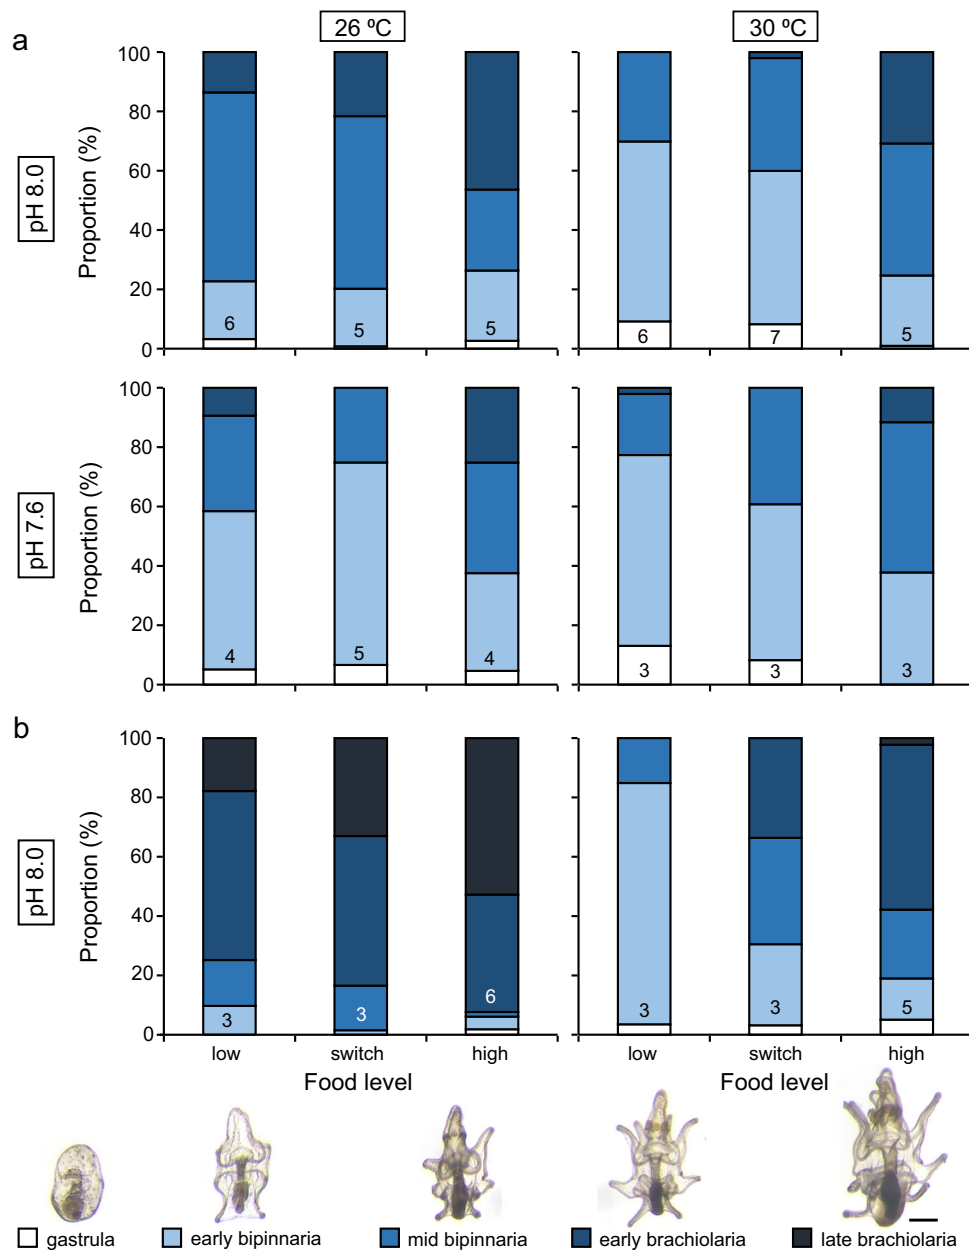 a
26 ºC
30 ºC
pH 8.0
Proportion (%)
100
80
60
40
20
0
6
5
5
6
7
5
pH 7.6
Proportion (%)
100
80
60
40
20
0
4
5
4
3
3
3
b
pH 8.0
Proportion (%)
100
80
60
40
20
0
3
3
6
3
3
5
low switch high low switch high
Food level Food level
gastrula early bipinnaria mid bipinnaria early brachiolaria late brachiolaria